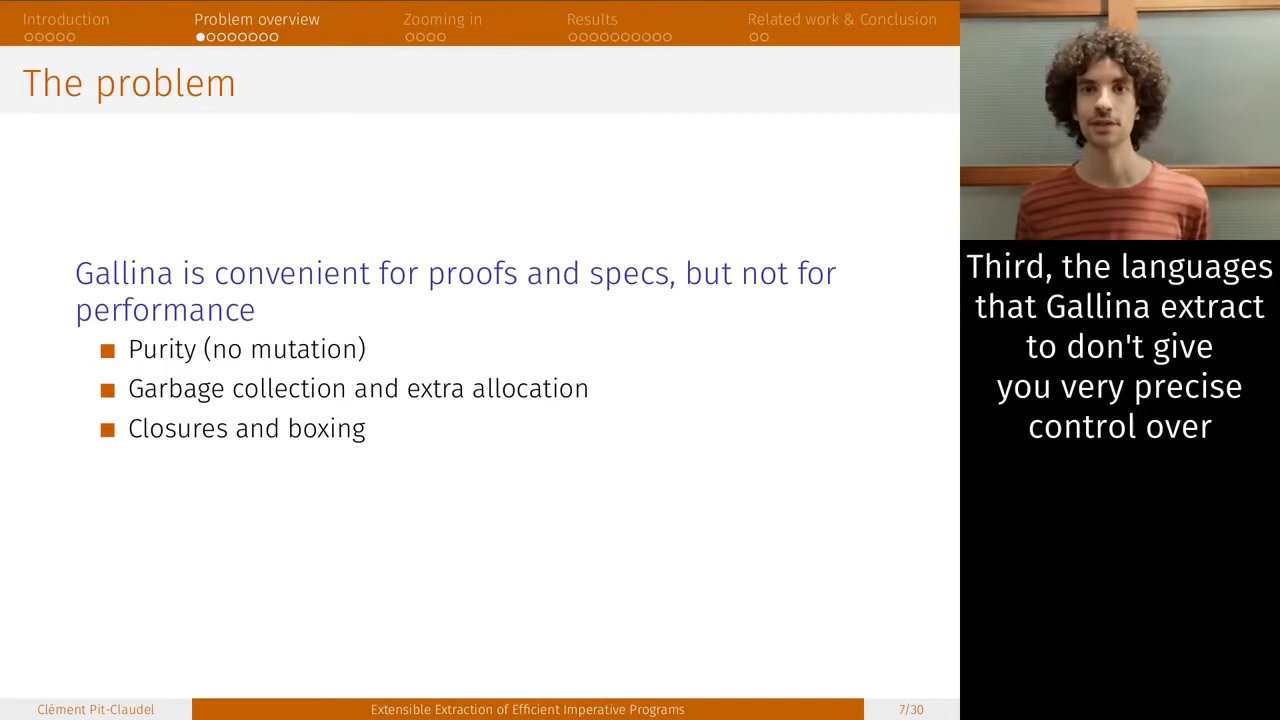 Introduction
Problem overview
Zooming in
Results
Related work & Conclusion
The problem
Gallina is convenient for proofs and specs, but not for
performance
Purity (no mutation)
Garbage collection and extra allocation
Closures and boxing
Third, the languages
that Gallina extract
to don't give
you very precise
control over
Clément Pit-Claudel
Extensible Extraction of Efficient Imperative Programs
7/30